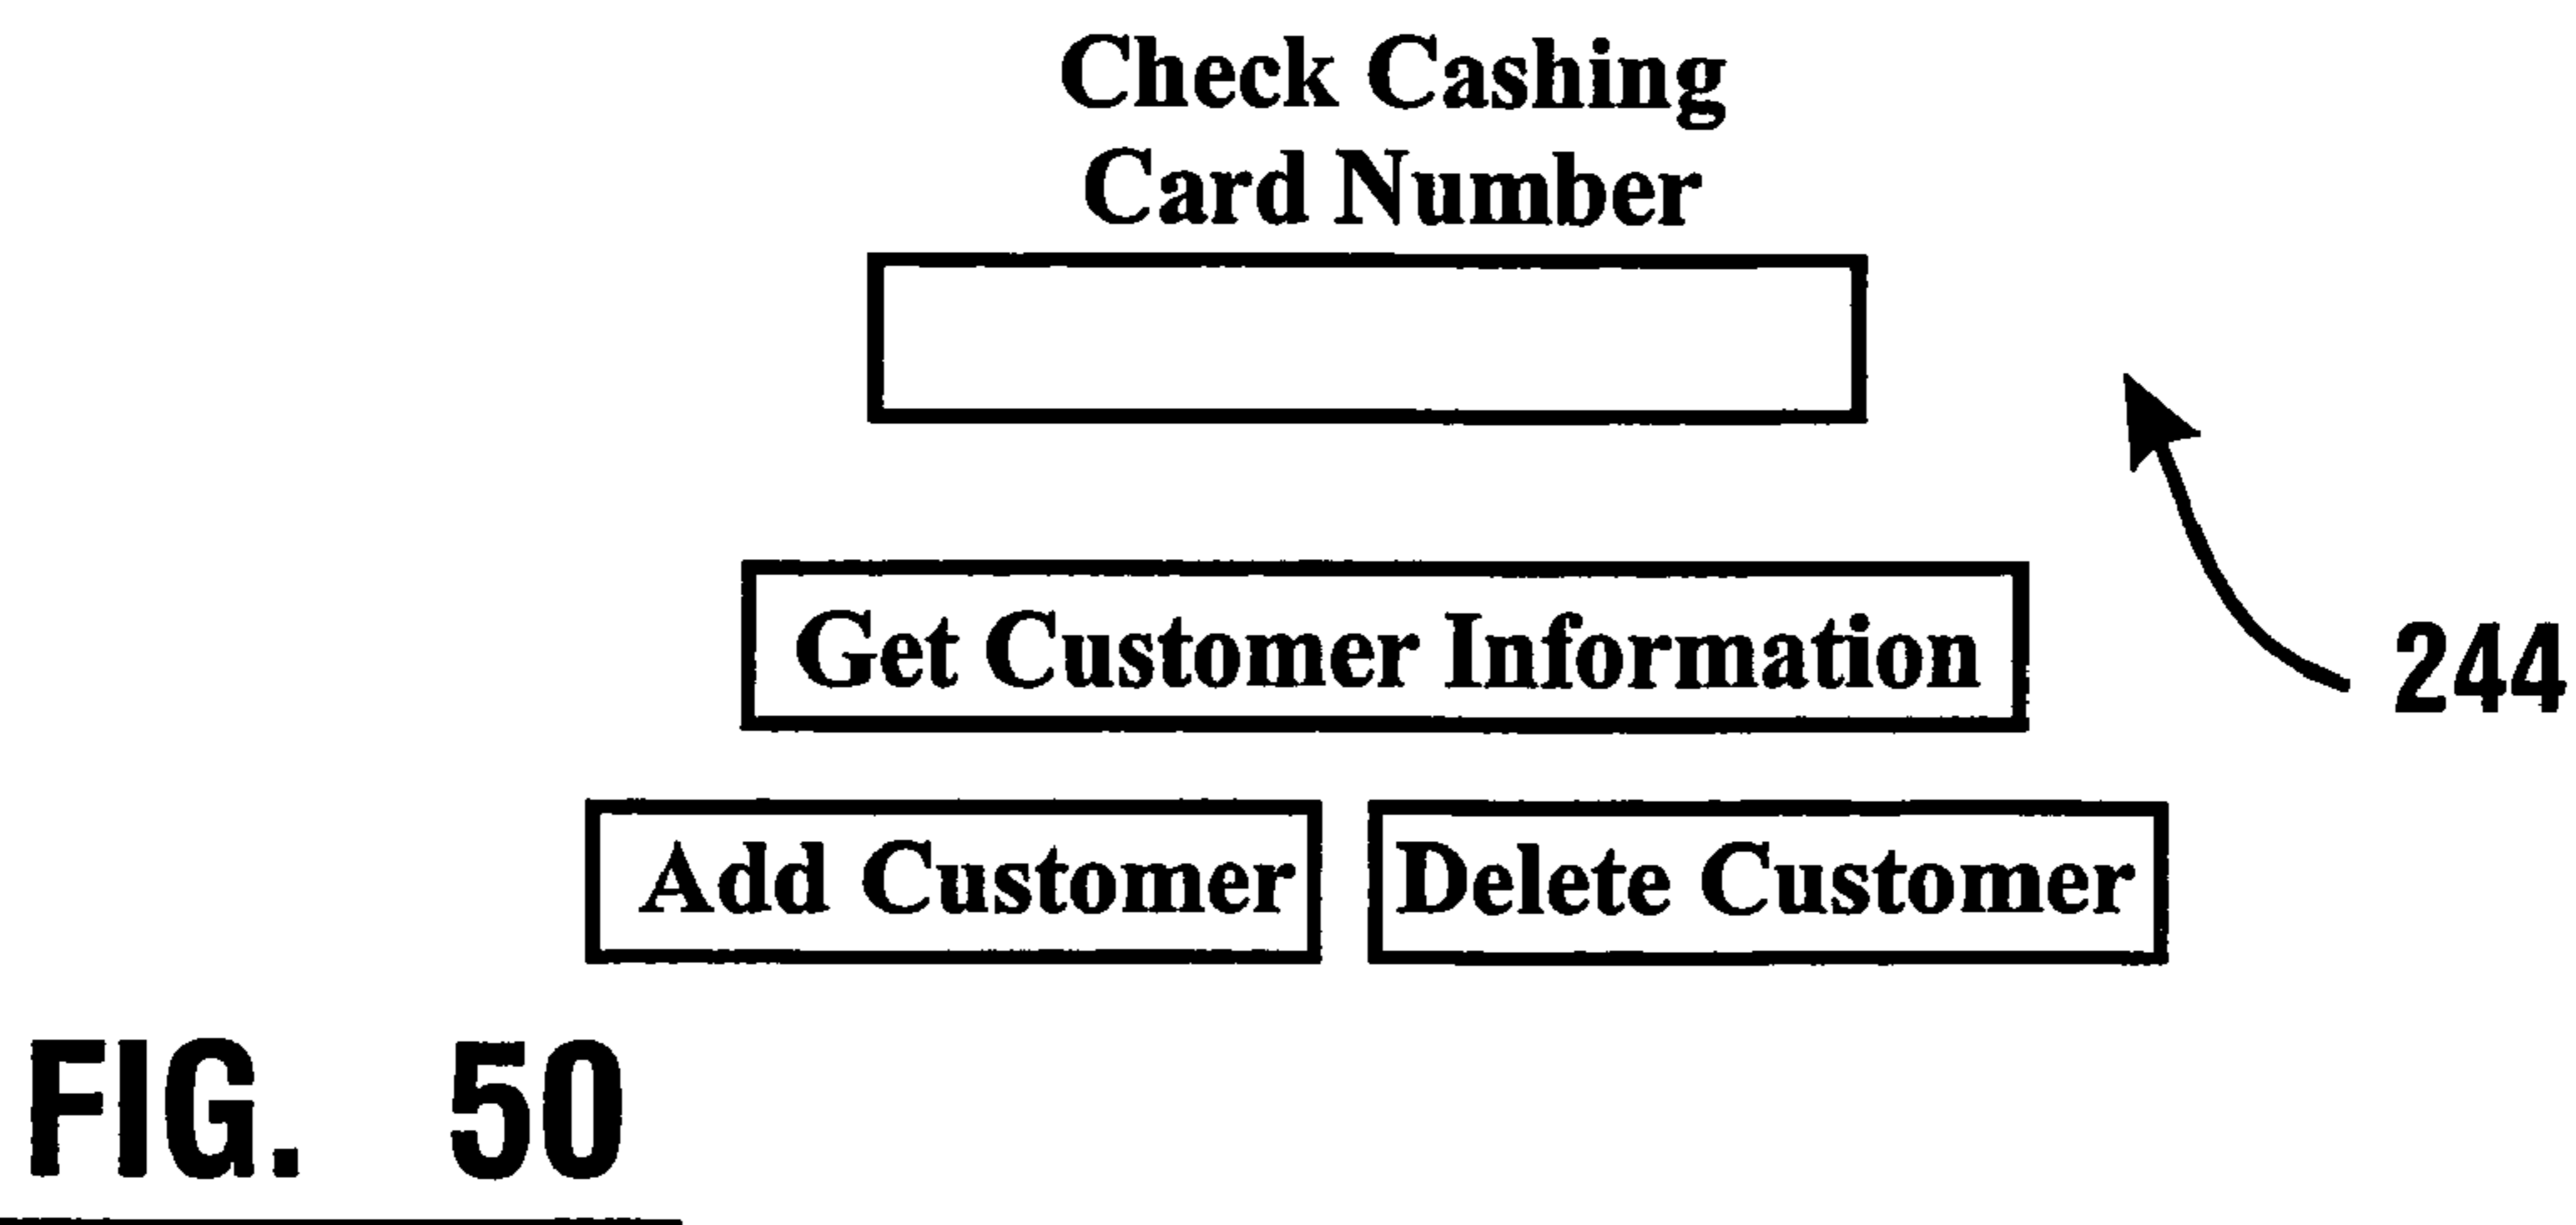 Check Cashing
Card Number
Get Customer Information
244
Add Customer Delete Customer
FIG. 50